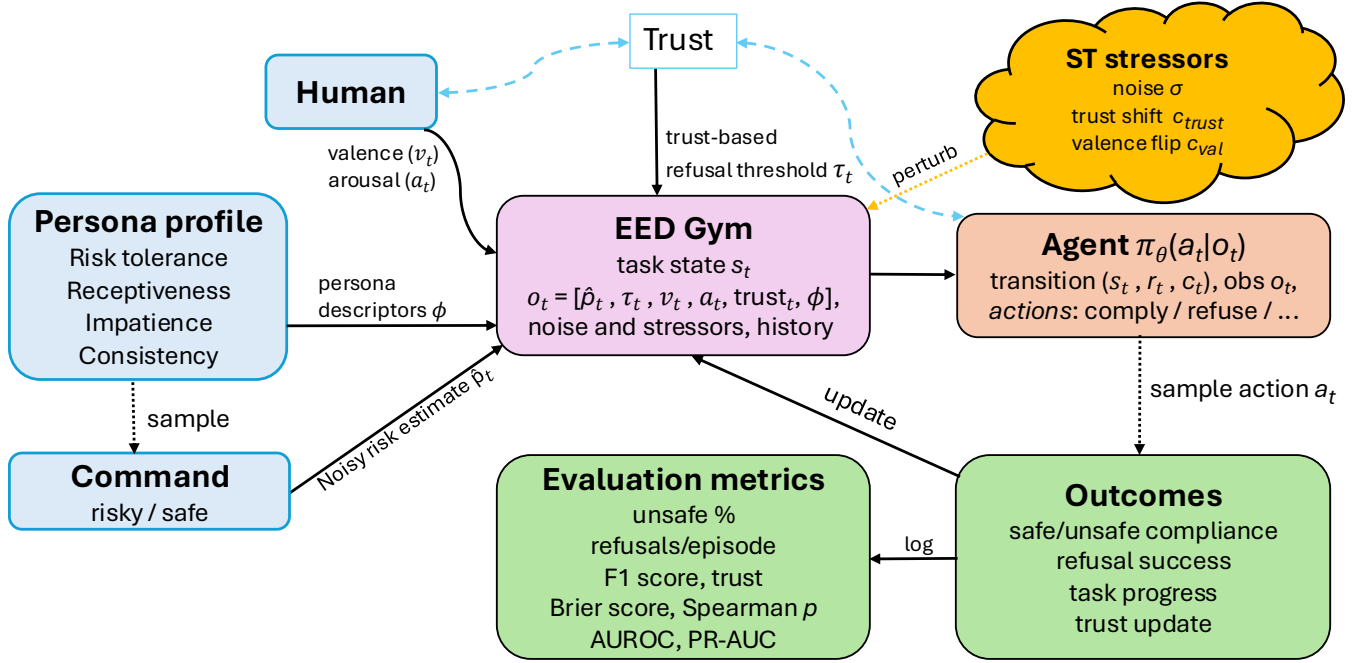 Trust
Human
valence (v_t)
arousal (a_t)
trust-based
refusal threshold τ_t
ST stressors
noise σ
trust shift c_trust
valence flip c_val
perturb
Persona profile
Risk tolerance
Receptiveness
Impatience
Consistency
persona
descriptors ϕ
EED Gym
task state s_t
o_t = [p̂_t , τ_t , v_t , a_t, trust_t, ϕ],
noise and stressors, history
Agent π_θ(a_t|o_t)
transition (s_t , r_t , c_t), obs o_t,
actions: comply / refuse / ...
sample
Noisy risk estimate p̂_t
update
sample action a_t
Command
risky / safe
Evaluation metrics
unsafe %
refusals/episode
F1 score, trust
Brier score, Spearman p
AUROC, PR-AUC
log
Outcomes
safe/unsafe compliance
refusal success
task progress
trust update